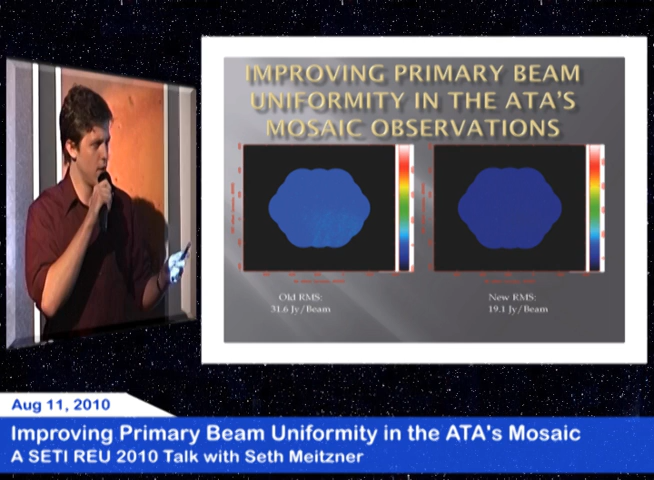 IMPROVING PRIMARY BEAM
UNIFORMITY IN THE ATA'S
MOSAIC OBSERVATIONS
Old RMS:
31.6 Jy/Beam
New RMS:
19.1 Jy/Beam
Aug 11, 2010
Improving Primary Beam Uniformity in the ATA's Mosaic
A SETI REU 2010 Talk with Seth Meitzner